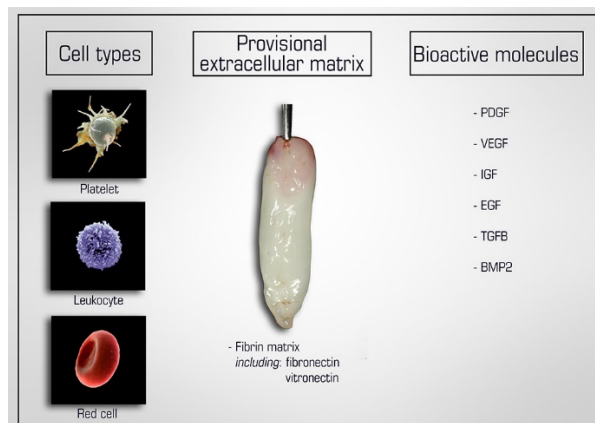 Cell types
Provisional
extracellular matrix
Bioactive molecules
Platelet
Leukocyte
Red cell
- Fibrin matrix
including: fibronectin
vitronectin
- PDGF
- VEGF
- IGF
- EGF
- TGFB
- BMP2